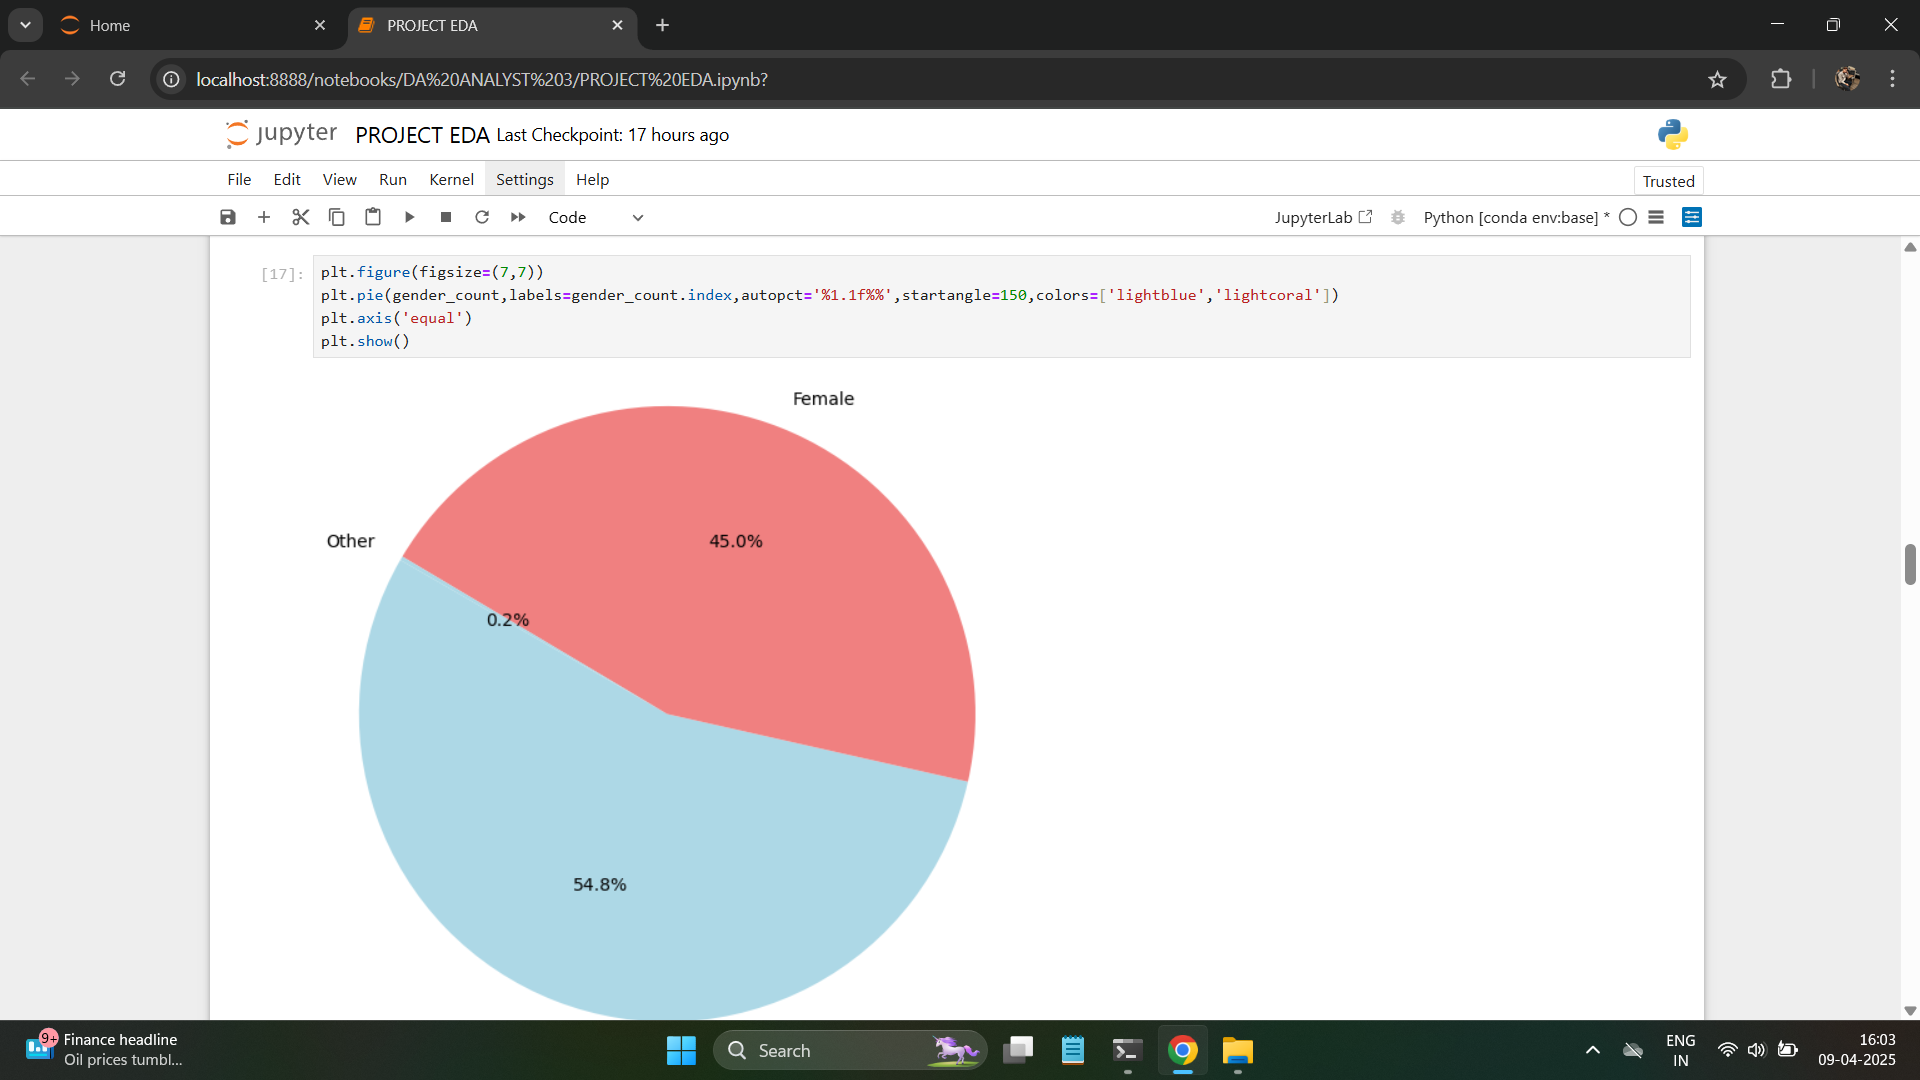 Home
PROJECT EDA
localhost:8888/notebooks/DA%20ANALYST%203/PROJECT%20EDA.ipynb?
jupyter PROJECT EDA Last Checkpoint: 17 hours ago
File Edit View Run Kernel Settings Help
Trusted
Code
JupyterLab
Python [conda env:base] *
[17]:
plt.figure(figsize=(7,7))
plt.pie(gender_count,labels=gender_count.index,autopct='%1.1f%%',startangle=150,colors=['lightblue','lightcoral'])
plt.axis('equal')
plt.show()
Female
Other
45.0%
0.2%
54.8%
9+
Finance headline
Oil prices tumbl...
Search
ENG
IN
16:03
09-04-2025